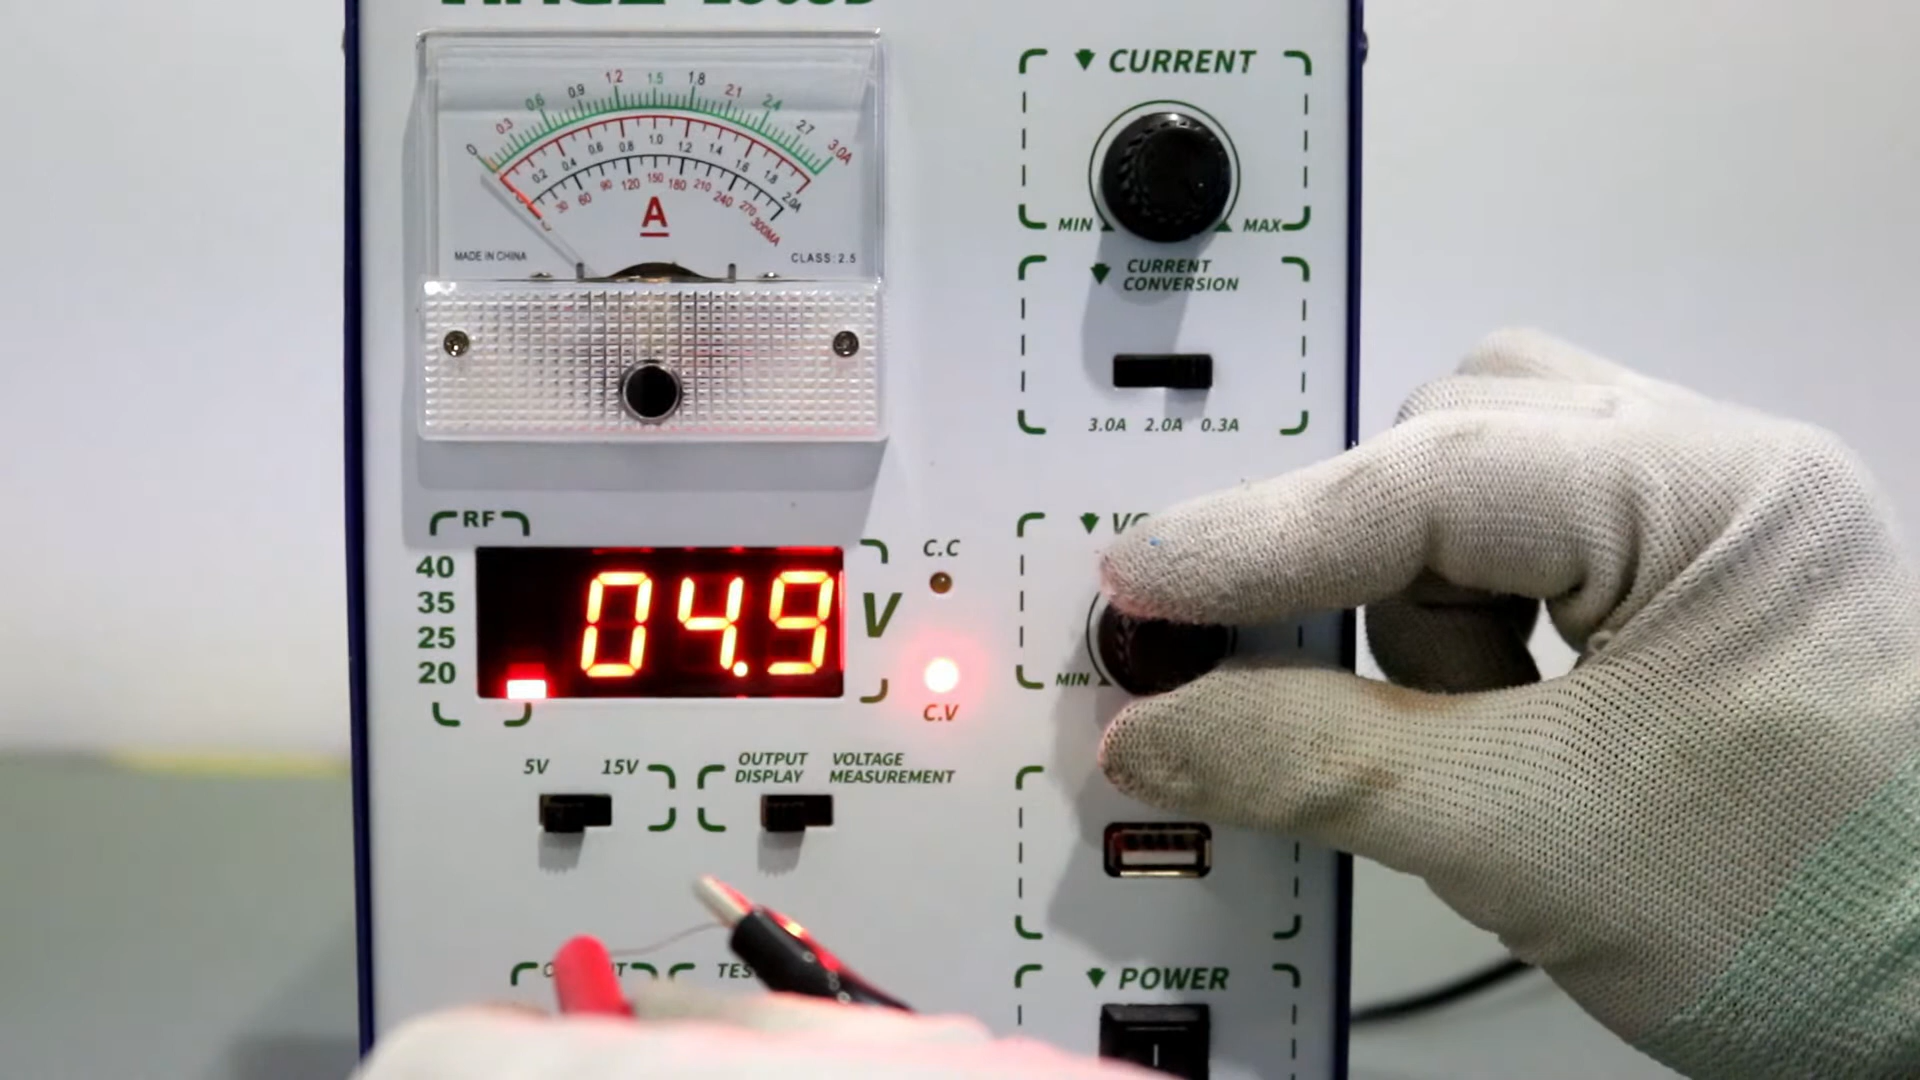 0 0.3 0.6 0.9 1.2 1.5 1.8 2.1 2.4 2.7 3.0A
0.2 0.4 0.6 0.8 1.0 1.2 1.4 1.6 1.8 2.0A
30 60 90 120 150 180 210 240 270 300MA
A
MADE IN CHINA
CLASS: 2.5
CURRENT
MIN MAX
CURRENT
CONVERSION
3.0A 2.0A 0.3A
RF
40
35
25
20
04.9
V
C.C
C.V
MIN
5V 15V
OUTPUT
DISPLAY
VOLTAGE
MEASUREMENT
POWER